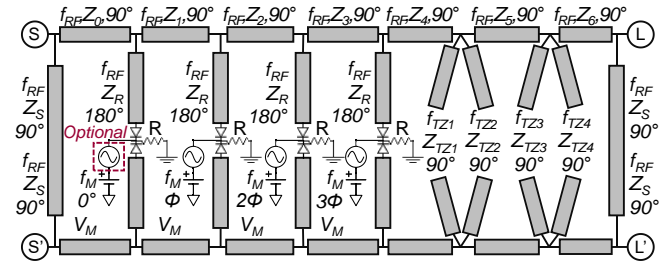 f_RF,Z_0,90° f_RF,Z_1,90° f_RF,Z_2,90° f_RF,Z_3,90° f_RF,Z_4,90° f_RF,Z_5,90° f_RF,Z_6,90°
S L
f_RF Z_S 90°
f_RF Z_S 90°
f_RF Z_R 180°
f_RF Z_R 180°
f_RF Z_R 180°
f_RF Z_R 180°
Optional
R R R R
f_M 0° V_M
f_M Φ V_M
f_M 2Φ V_M
f_M 3Φ V_M
f_TZ1 Z_TZ1 90°
f_TZ2 Z_TZ2 90°
f_TZ3 Z_TZ3 90°
f_TZ4 Z_TZ4 90°
f_RF Z_S 90°
f_RF Z_S 90°
S' L'